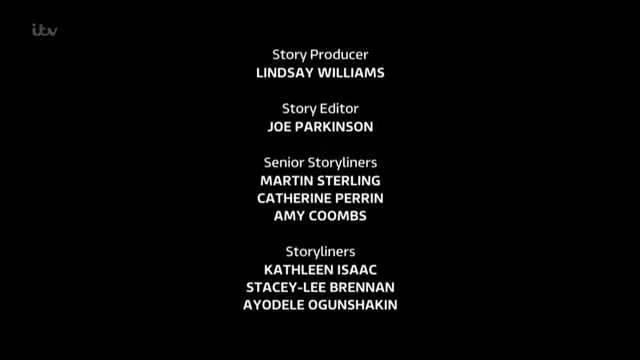 itv
Story Producer
LINDSAY WILLIAMS
Story Editor
JOE PARKINSON
Senior Storyliners
MARTIN STERLING
CATHERINE PERRIN
AMY COOMBS
Storyliners
KATHLEEN ISAAC
STACEY-LEE BRENNAN
AYODELE OGUNSHAKIN